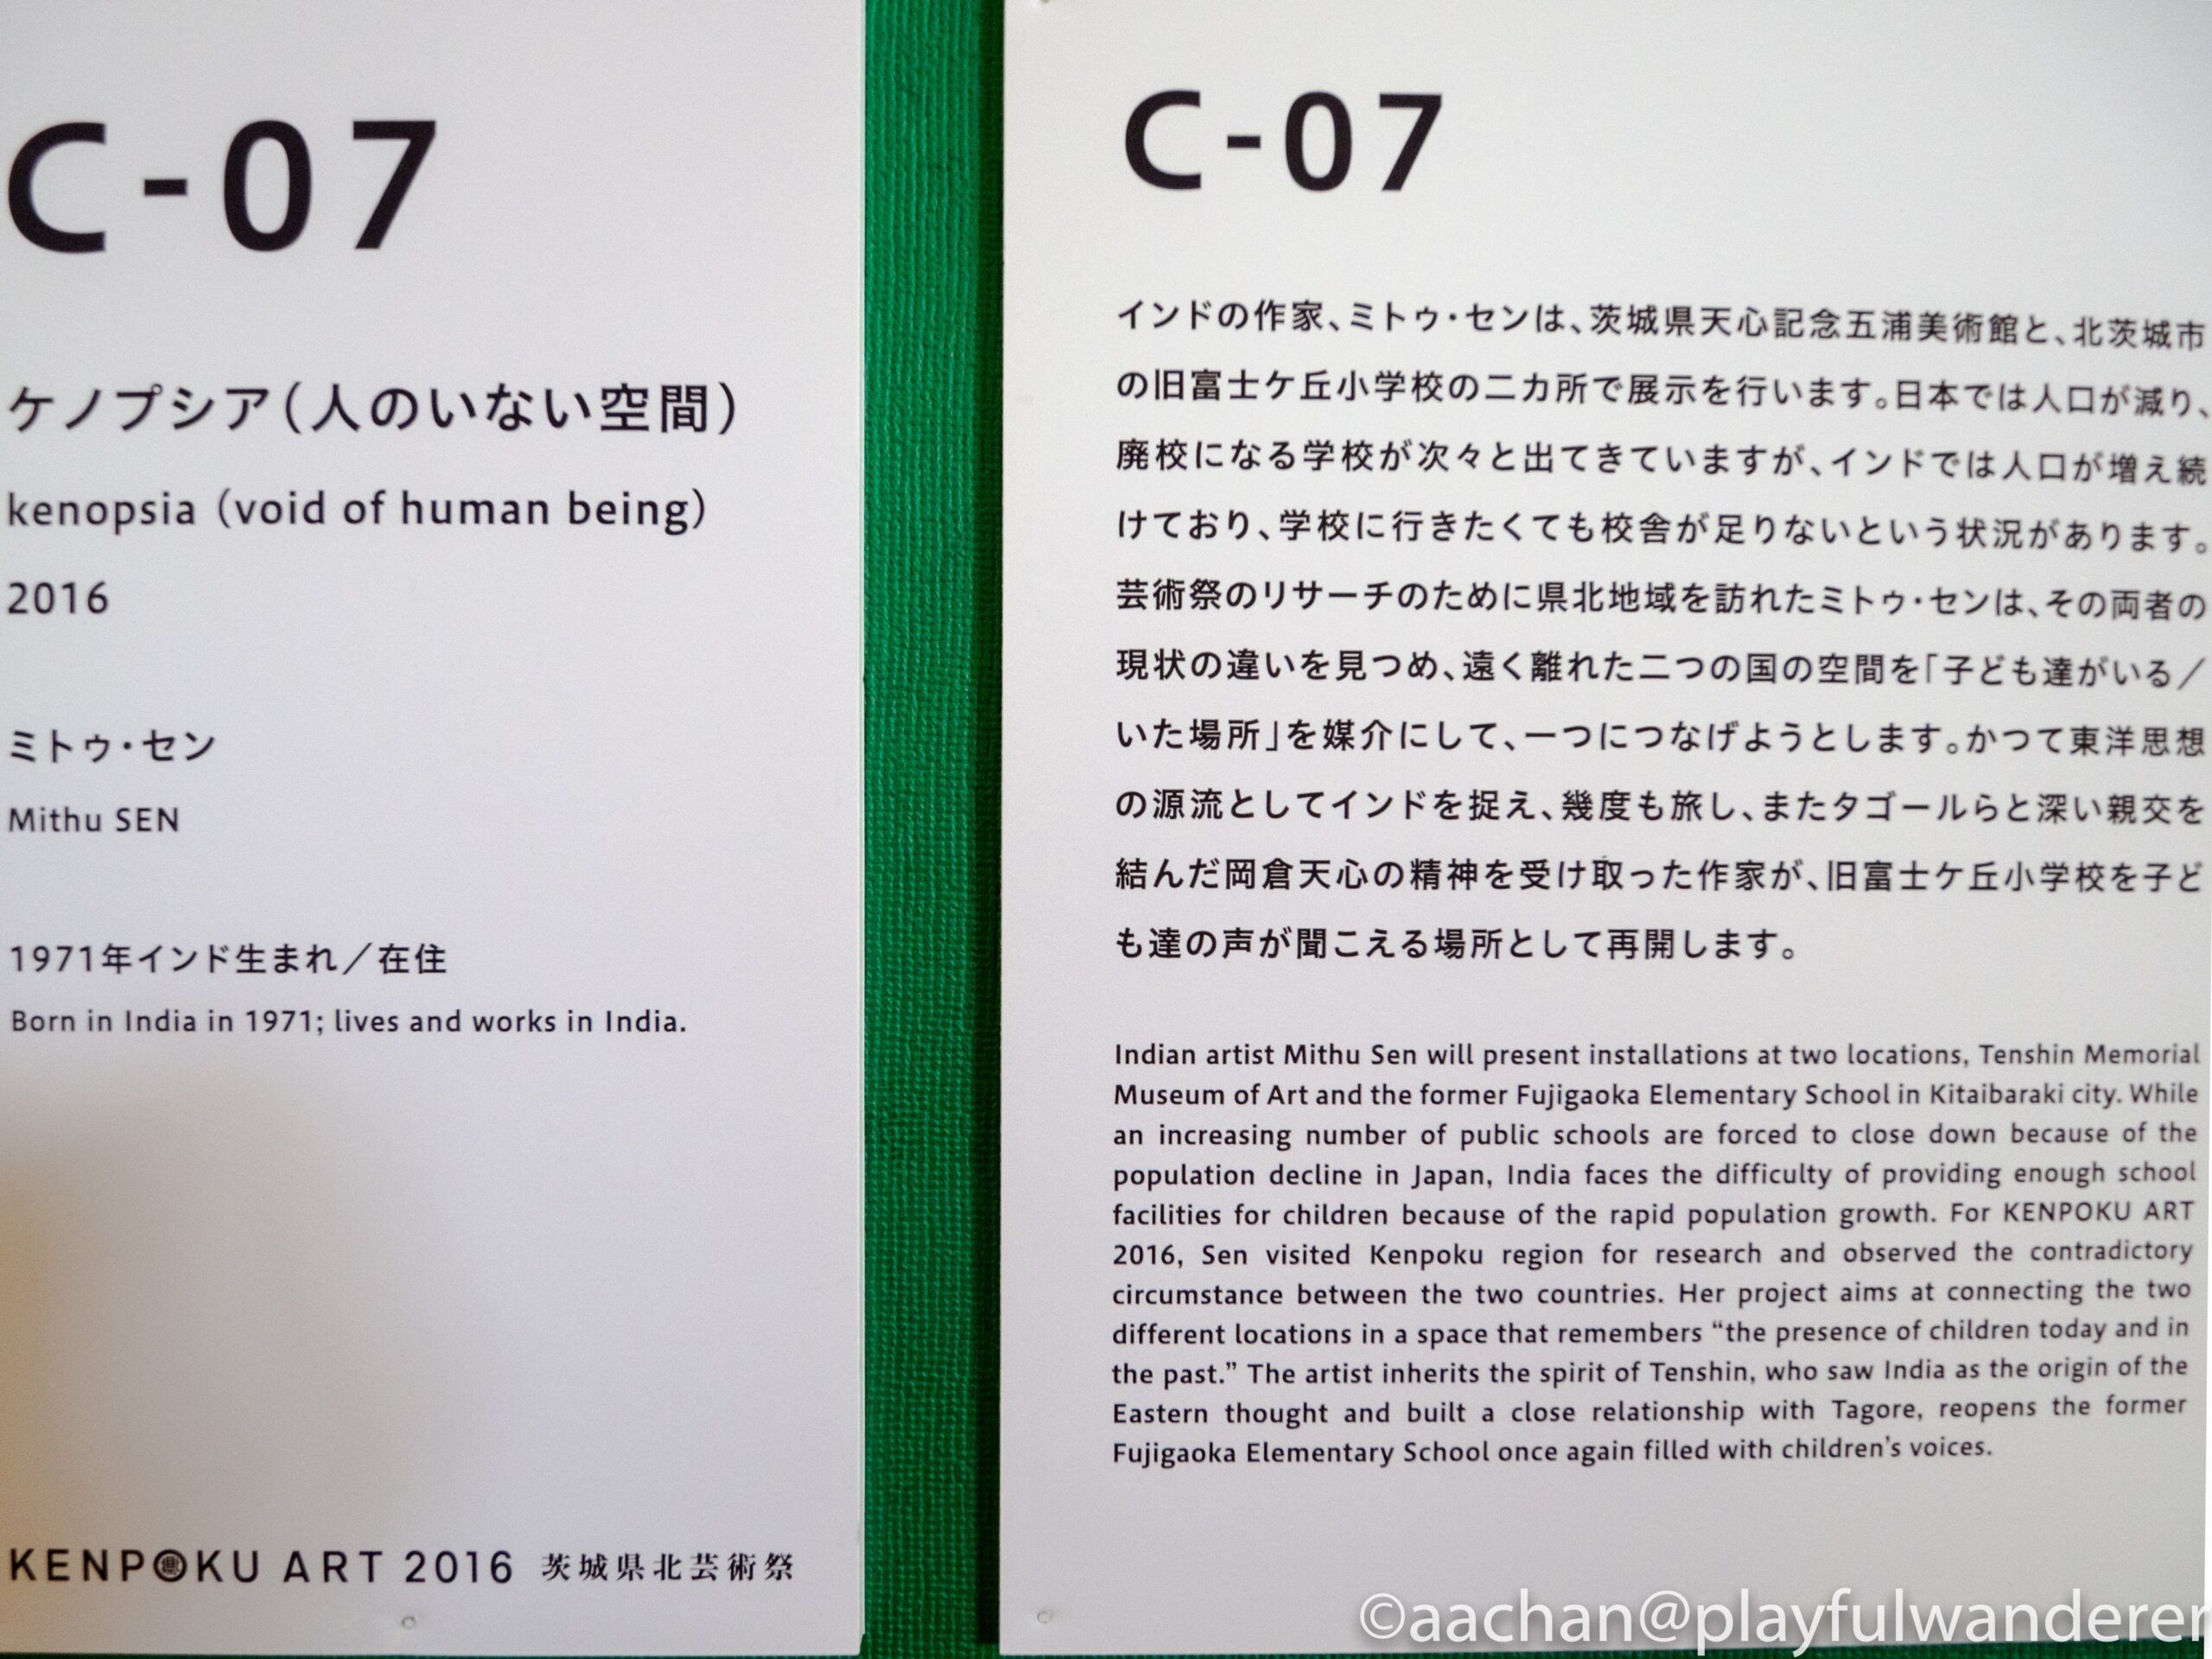 C-07
ケノプシア（人のいない空間）
kenopsia（void of human being）
2016
ミトゥ・セン
Mithu SEN
1971年インド生まれ／在住
Born in India in 1971; lives and works in India.
KENPOKU ART 2016 茨城県北芸術祭
C-07
インドの作家、ミトゥ・センは、茨城県天心記念五浦美術館と、北茨城市
の旧富士ケ丘小学校の二カ所で展示を行います。日本では人口が減り、
廃校になる学校が次々と出てきていますが、インドでは人口が増え続
けており、学校に行きたくても校舎が足りないという状況があります。
芸術祭のリサーチのために県北地域を訪れたミトゥ・センは、その両者の
現状の違いを見つめ、遠く離れた二つの国の空間を「子ども達がいる／
いた場所」を媒介にして、一つにつなげようとします。かつて東洋思想
の源流としてインドを捉え、幾度も旅し、またタゴールらと深い親交を
結んだ岡倉天心の精神を受け取った作家が、旧富士ケ丘小学校を子ど
も達の声が聞こえる場所として再開します。
Indian artist Mithu Sen will present installations at two locations, Tenshin Memorial
Museum of Art and the former Fujigaoka Elementary School in Kitaibaraki city. While
an increasing number of public schools are forced to close down because of the
population decline in Japan, India faces the difficulty of providing enough school
facilities for children because of the rapid population growth. For KENPOKU ART
2016, Sen visited Kenpoku region for research and observed the contradictory
circumstance between the two countries. Her project aims at connecting the two
different locations in a space that remembers “the presence of children today and in
the past.” The artist inherits the spirit of Tenshin, who saw India as the origin of the
Eastern thought and built a close relationship with Tagore, reopens the former
Fujigaoka Elementary School once again filled with children’s voices.
©aachan@playfulwanderer